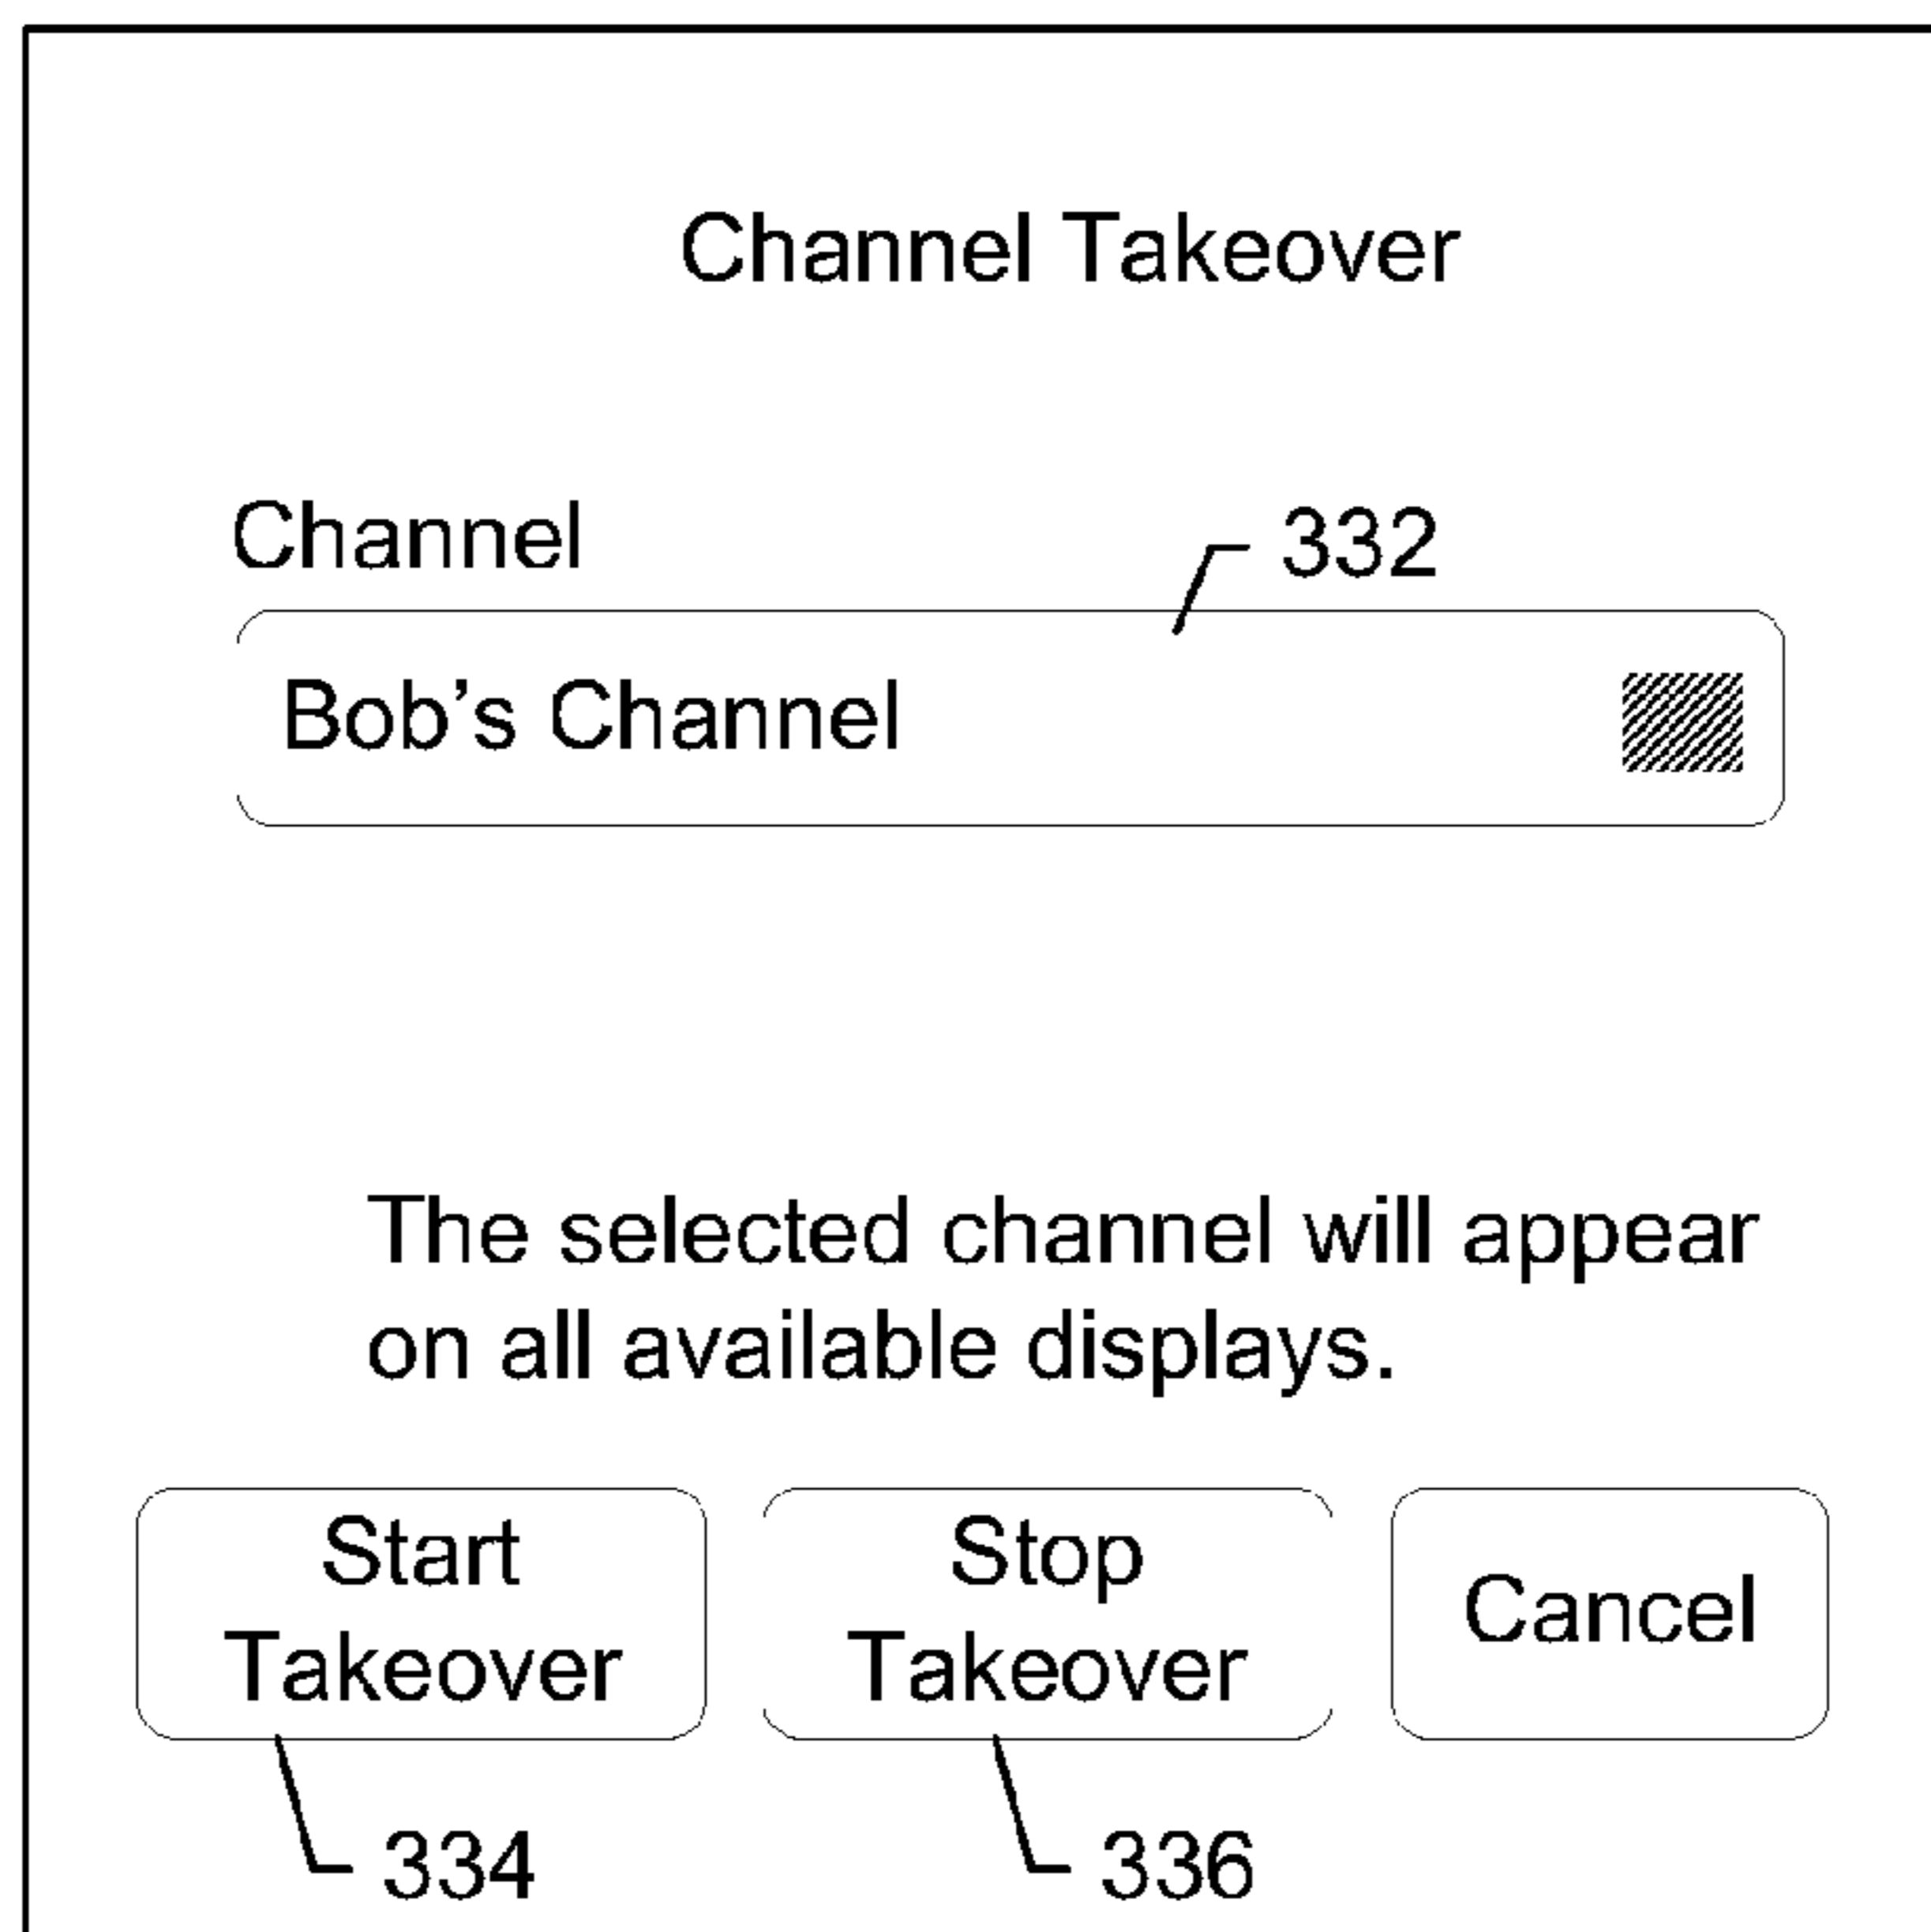 Channel Takeover
Channel
332
Bob's Channel
The selected channel will appear
on all available displays.
Start
Takeover
Stop
Takeover
Cancel
334
336